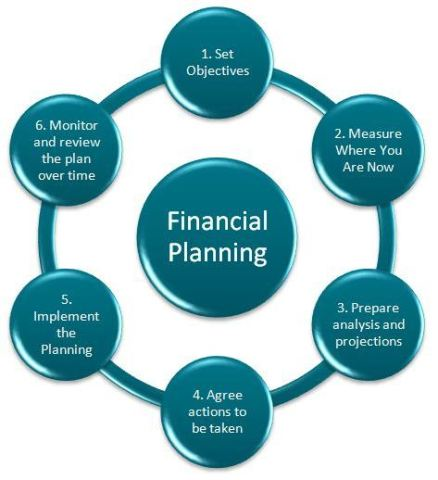 1. Set
Objectives
2. Measure
Where You
Are Now
3. Prepare
analysis and
projections
4. Agree
actions to
be taken
5.
Implement
the
Planning
6. Monitor
and review
the plan
over time
Financial
Planning